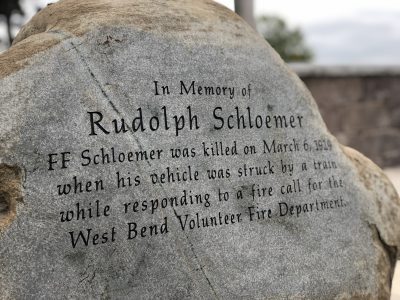 In Memory of
Rudolph Schloemer
FF Schloemer was killed on March 6,
when his vehicle was struck by a train
while responding to a fire call for the
West Bend Volunteer Fire Department.